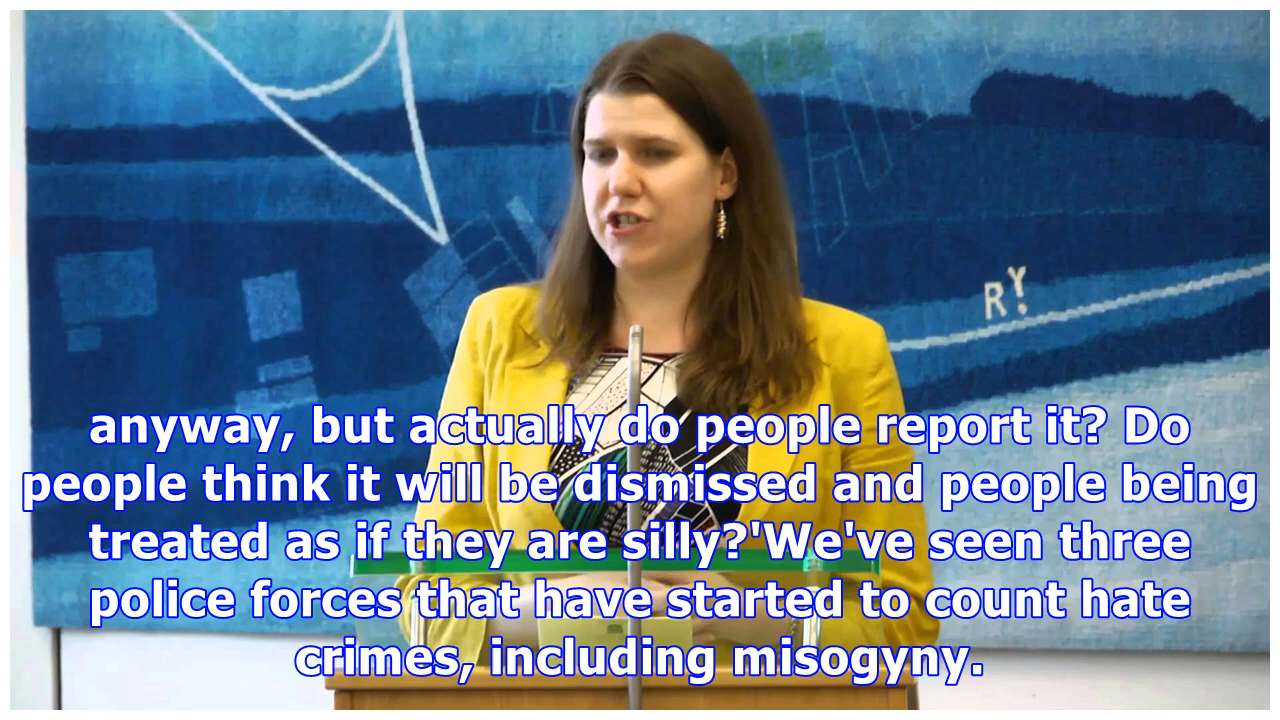 RY
anyway, but actually do people report it? Do
people think it will be dismissed and people being
treated as if they are silly?'We've seen three
police forces that have started to count hate
crimes, including misogyny.